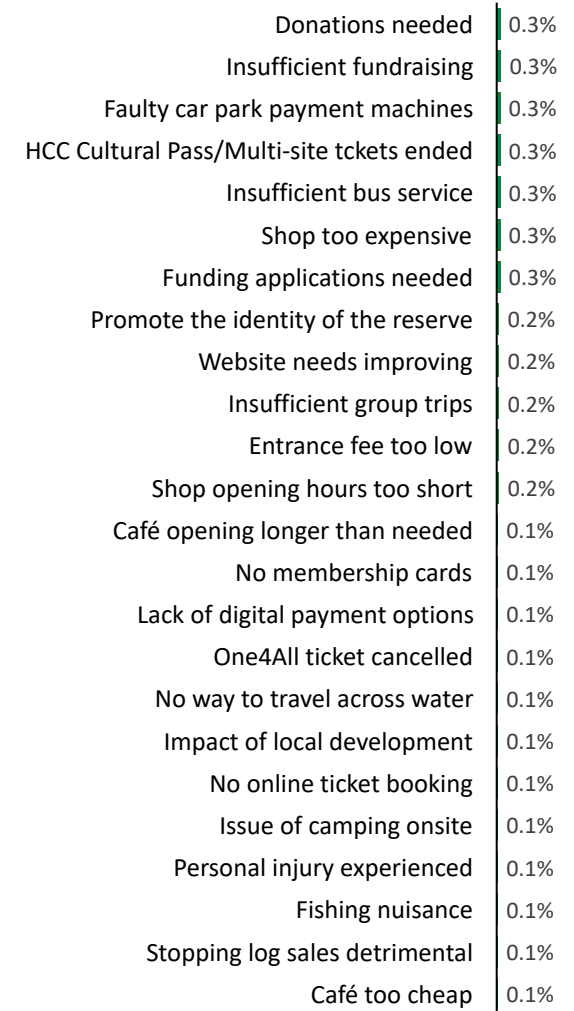 Donations needed 0.3%
Insufficient fundraising 0.3%
Faulty car park payment machines 0.3%
HCC Cultural Pass/Multi-site tckets ended 0.3%
Insufficient bus service 0.3%
Shop too expensive 0.3%
Funding applications needed 0.3%
Promote the identity of the reserve 0.2%
Website needs improving 0.2%
Insufficient group trips 0.2%
Entrance fee too low 0.2%
Shop opening hours too short 0.2%
Café opening longer than needed 0.1%
No membership cards 0.1%
Lack of digital payment options 0.1%
One4All ticket cancelled 0.1%
No way to travel across water 0.1%
Impact of local development 0.1%
No online ticket booking 0.1%
Issue of camping onsite 0.1%
Personal injury experienced 0.1%
Fishing nuisance 0.1%
Stopping log sales detrimental 0.1%
Café too cheap 0.1%